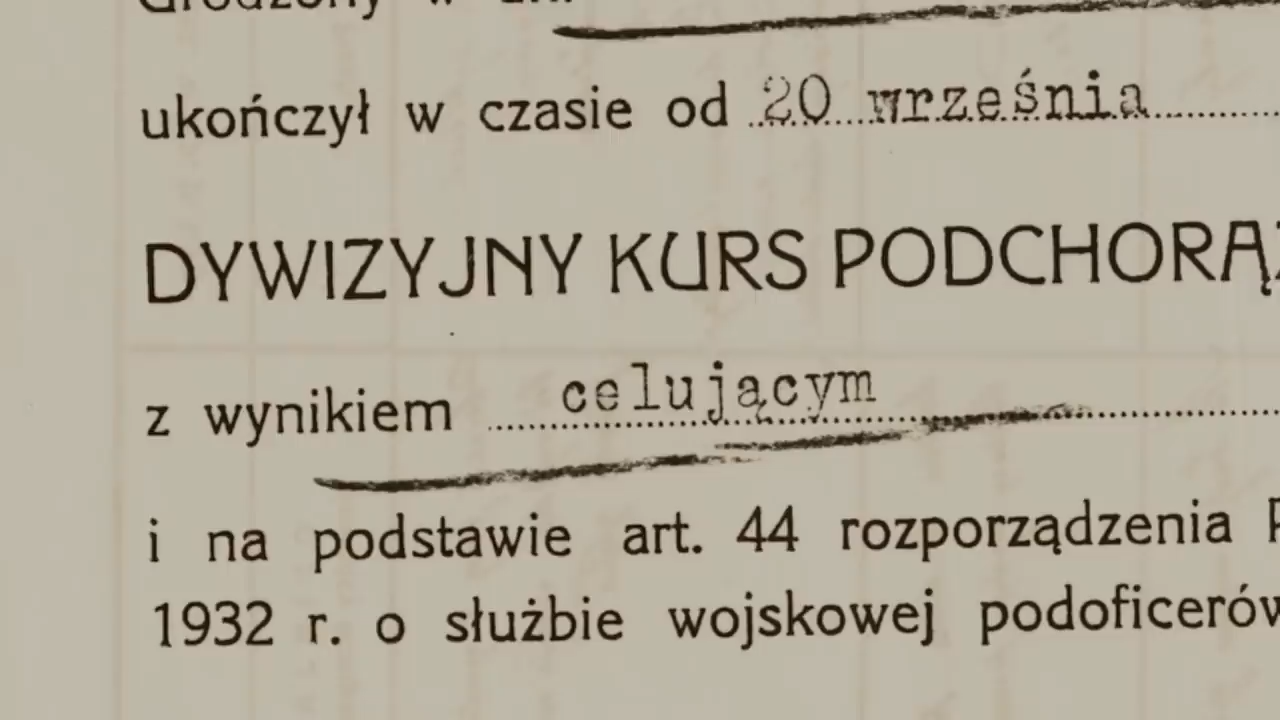 ukończył w czasie od 20 września
DYWIZYJNY KURS PODCHORĄ
z wynikiem celującym
i na podstawie art. 44 rozporządzenia
1932 r. o służbie wojskowej podoficerów